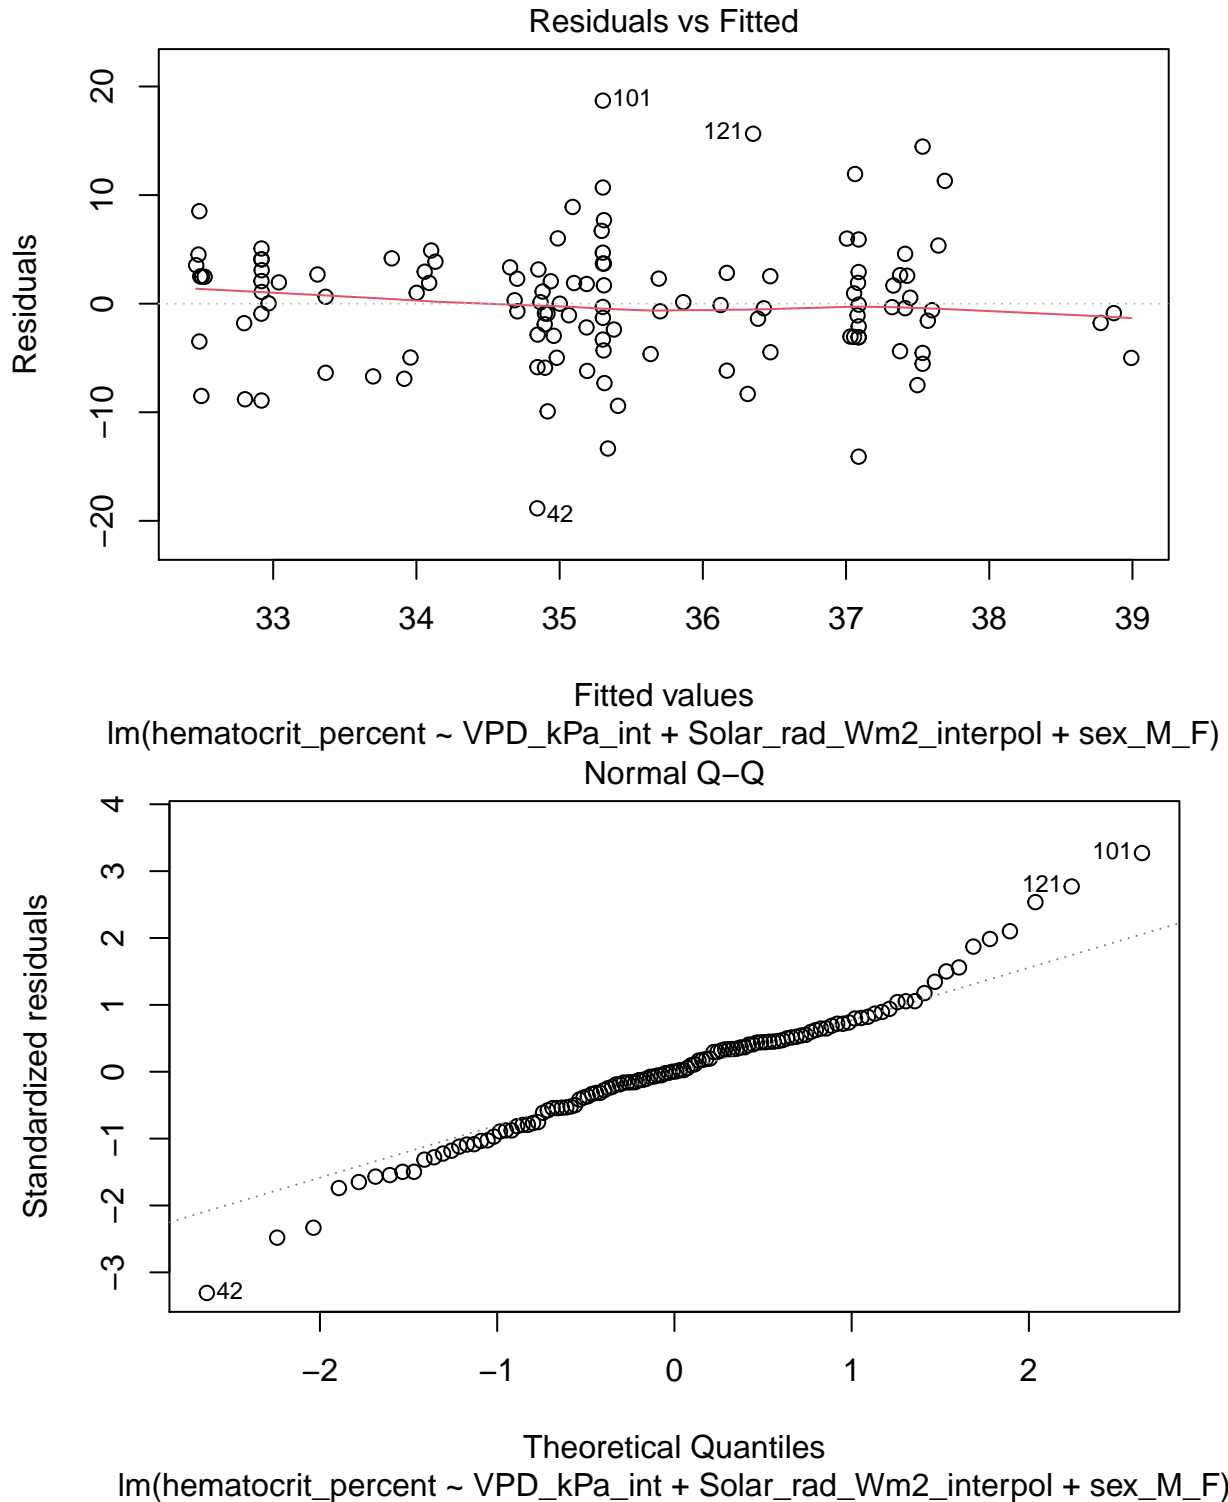 Residuals vs Fitted
Residuals
20
10
0
−10
−20
101
121
42
33 34 35 36 37 38 39
Fitted values
lm(hematocrit_percent ~ VPD_kPa_int + Solar_rad_Wm2_interpol + sex_M_F)
Normal Q−Q
Standardized residuals
4
3
2
1
0
−1
−2
−3
101
121
42
−2 −1 0 1 2
Theoretical Quantiles
lm(hematocrit_percent ~ VPD_kPa_int + Solar_rad_Wm2_interpol + sex_M_F)